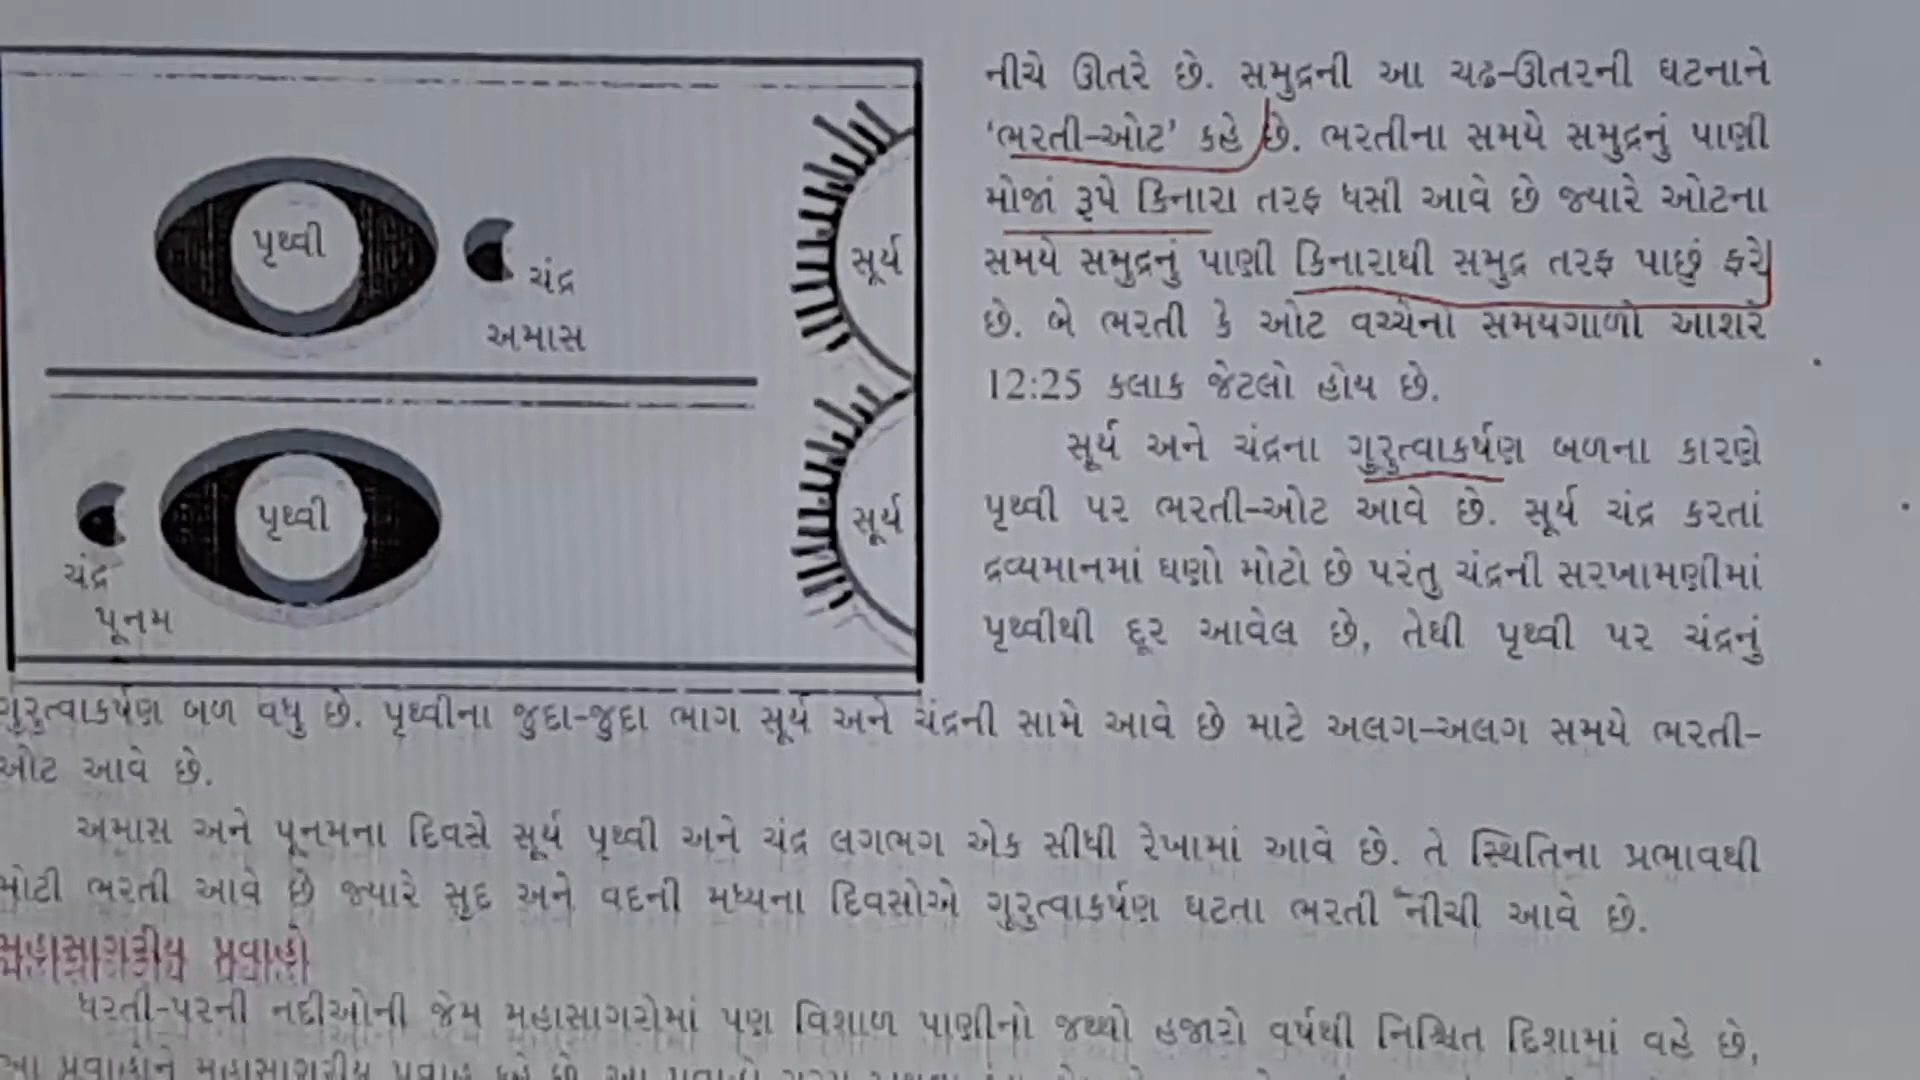 પૃથ્વી
ચંદ્ર
અમાસ
સૂર્ય
પૃથ્વી
ચંદ્ર
પૂનમ
સૂર્ય
નીચે ઊતરે છે. સમુદ્રની આ ચઢ-ઊતરની ઘટનાને
‘ભરતી-ઓટ’ કહે છે. ભરતીના સમયે સમુદ્રનું પાણી
મોજાં રૂપે કિનારા તરફ ધસી આવે છે જ્યારે ઓટના
સમયે સમુદ્રનું પાણી કિનારાથી સમુદ્ર તરફ પાછું ફરે
છે. બે ભરતી કે ઓટ વચ્ચેનો સમયગાળો આશરે
12:25 કલાક જેટલો હોય છે.
સૂર્ય અને ચંદ્રના ગુરુત્વાકર્ષણ બળના કારણે
પૃથ્વી પર ભરતી-ઓટ આવે છે. સૂર્ય ચંદ્ર કરતાં
દ્રવ્યમાનમાં ઘણો મોટો છે પરંતુ ચંદ્રની સરખામણીમાં
પૃથ્વીથી દૂર આવેલ છે, તેથી પૃથ્વી પર ચંદ્રનું
ગુરુત્વાકર્ષણ બળ વધુ છે. પૃથ્વીના જુદા-જુદા ભાગ સૂર્ય અને ચંદ્રની સામે આવે છે માટે અલગ-અલગ સમયે ભરતી-
ઓટ આવે છે.
અમાસ અને પૂનમના દિવસે સૂર્ય પૃથ્વી અને ચંદ્ર લગભગ એક સીધી રેખામાં આવે છે. તે સ્થિતિના પ્રભાવથી
મોટી ભરતી આવે છે જ્યારે સુદ અને વદની મધ્યના દિવસોએ ગુરુત્વાકર્ષણ ઘટતા ભરતી નીચી આવે છે.
મહાસાગરીય પ્રવાહો
ધરતી-પરની નદીઓની જેમ મહાસાગરોમાં પણ વિશાળ પાણીનો જથ્થો હજારો વર્ષથી નિશ્ચિત દિશામાં વહે છે,
આ પ્રવાહોને મહાસાગરીય પ્રવાહ કહે છે.